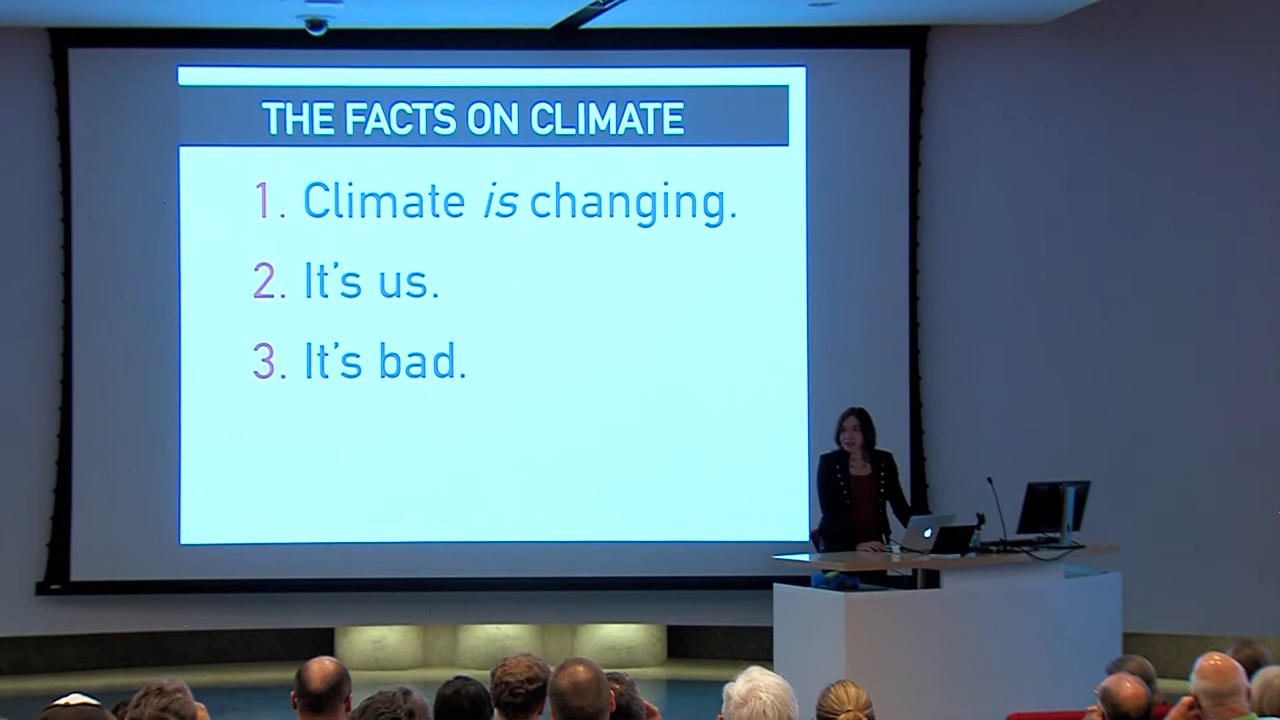 THE FACTS ON CLIMATE
1. Climate is changing.
2. It's us.
3. It's bad.